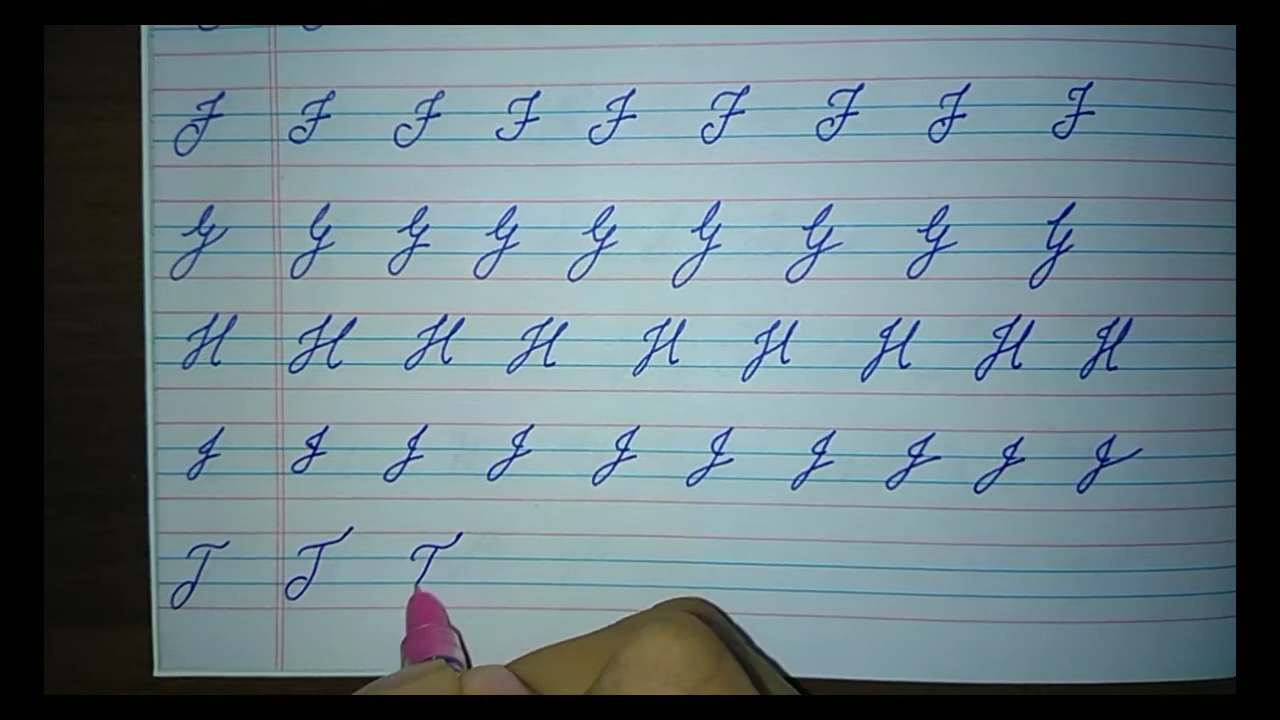 F F F F F F F F F
G G G G G G G G G
H H H H H H H H H
I I I I I I I I I I
J J J